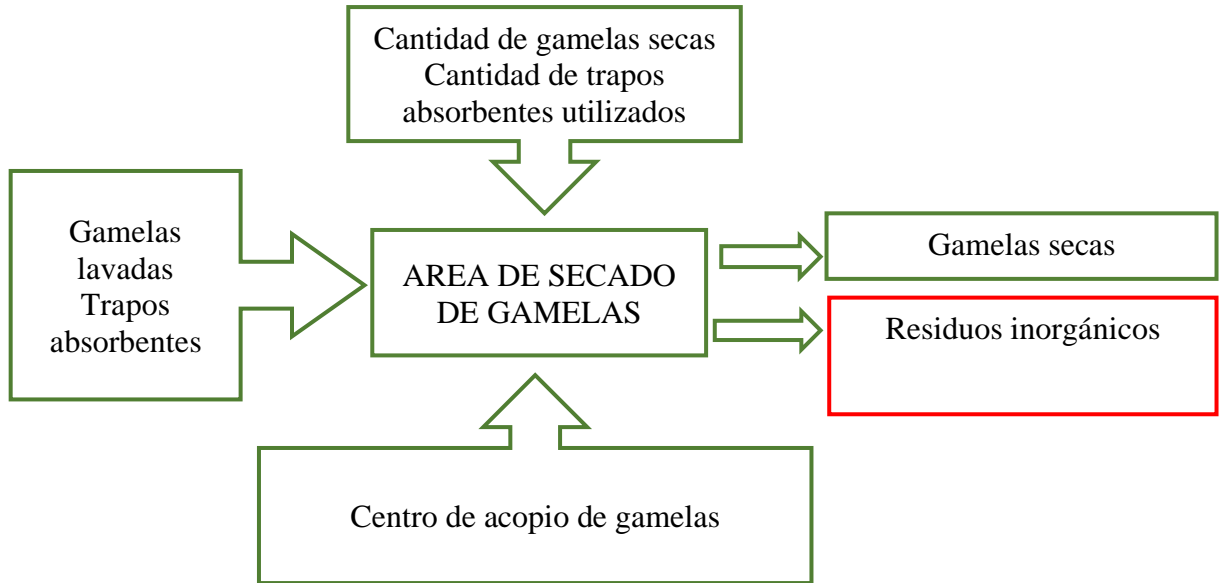 Cantidad de gamelas secas
Cantidad de trapos
absorbentes utilizados
Gamelas
lavadas
Trapos
absorbentes
AREA DE SECADO
DE GAMELAS
Gamelas secas
Residuos inorgánicos
Centro de acopio de gamelas